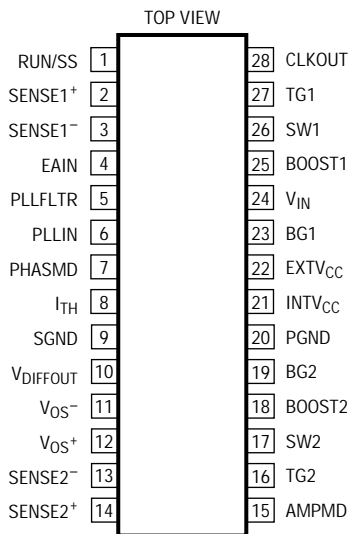 TOP VIEW
RUN/SS 1
SENSE1+ 2
SENSE1− 3
EAIN 4
PLLFLTR 5
PLLIN 6
PHASMD 7
ITH 8
SGND 9
VDIFFOUT 10
VOS− 11
VOS+ 12
SENSE2− 13
SENSE2+ 14
28 CLKOUT
27 TG1
26 SW1
25 BOOST1
24 VIN
23 BG1
22 EXTVCC
21 INTVCC
20 PGND
19 BG2
18 BOOST2
17 SW2
16 TG2
15 AMPMD